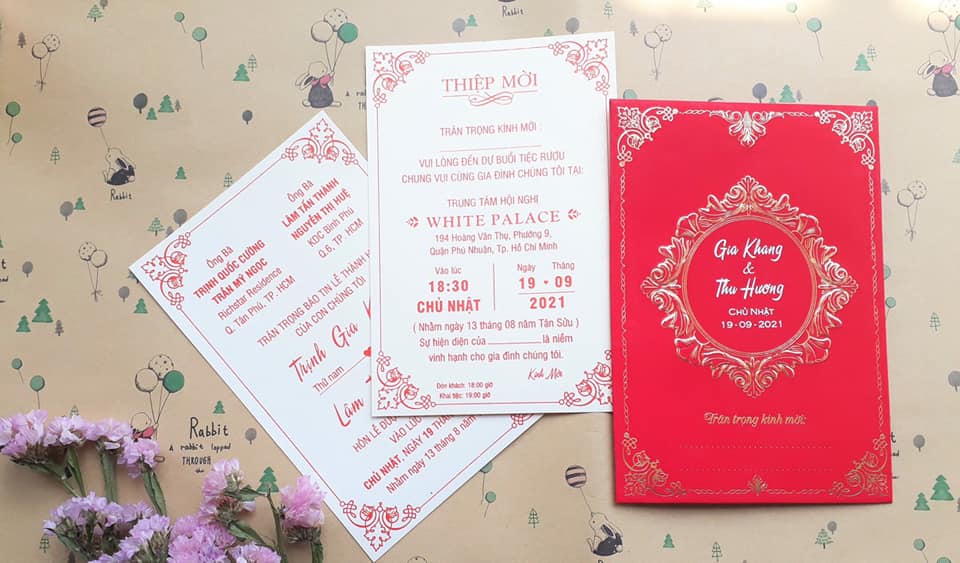 Rabbit
THIỆP MỜI
TRÂN TRỌNG KÍNH MỜI :
VUI LÒNG ĐẾN DỰ BUỔI TIỆC RƯỢU
CHUNG VUI CÙNG GIA ĐÌNH CHÚNG TÔI TẠI:
TRUNG TÂM HỘI NGHỊ
WHITE PALACE
194 Hoàng Văn Thụ, Phường 9,
Quận Phú Nhuận, Tp. Hồ Chí Minh
Vào lúc
18:30
CHỦ NHẬT
Ngày Tháng
19 09
2021
( Nhằm ngày 13 tháng 08 năm Tân Sửu )
Sự hiện diện của là niềm
vinh hạnh cho gia đình chúng tôi.
Kính Mời
Đón khách: 18:00 giờ
Khai tiệc: 19:00 giờ
Ông Bà
TRỊNH QUỐC CƯỜNG
TRẦN MỸ NGỌC
Richstar Residence
Q. Tân Phú, TP . HCM
Ông Bà
LÂM TẤN THÀNH
NGUYỄN THỊ HUỆ
KDC Bình Phú
Q.6, TP . HCM
TRÂN TRỌNG BÁO TIN LỄ THÀNH H
CỦA CON CHÚNG TÔI
Trịnh Gia K
Thứ nam
Lâm
HÔN LỄ ĐƯỢ
VÀO LÚC
CHỦ NHẬT, NGÀY 19 THÁN
Nhằm ngày 13 tháng 8 năm
Gia Khang
&
Thu Hương
CHỦ NHẬT
19 - 09 - 2021
Trân trọng kính mời:
Rabbit
Rabbit
A rabbit lapped
THROUGH
the